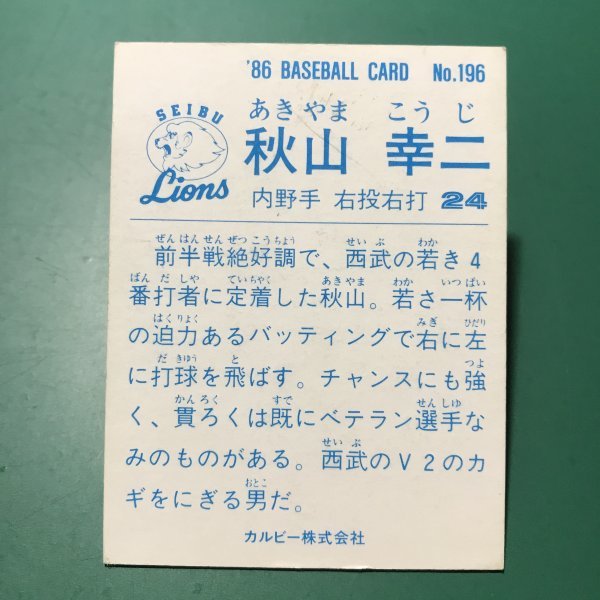 '86 BASEBALL CARD No.196
SEIBU
Lions
あきやま こうじ
秋山 幸二
内野手 右投右打 24
ぜんはんせんぜっこうちょう せいぶ わか
前半戦絶好調で、西武の若き4
ばんだしゃ ていちゃく あきやま わか いっぱい
番打者に定着した秋山。若さ一杯
はくりょく みぎ ひだり
の迫力あるバッティングで右に左
だきゅう と つよ
に打球を飛ばす。チャンスにも強
かんろく すで せんしゆ
く、貫ろくは既にベテラン選手な
せいぶ
みのものがある。西武のV2のカ
おとこ
ギをにぎる男だ。
カルビー株式会社